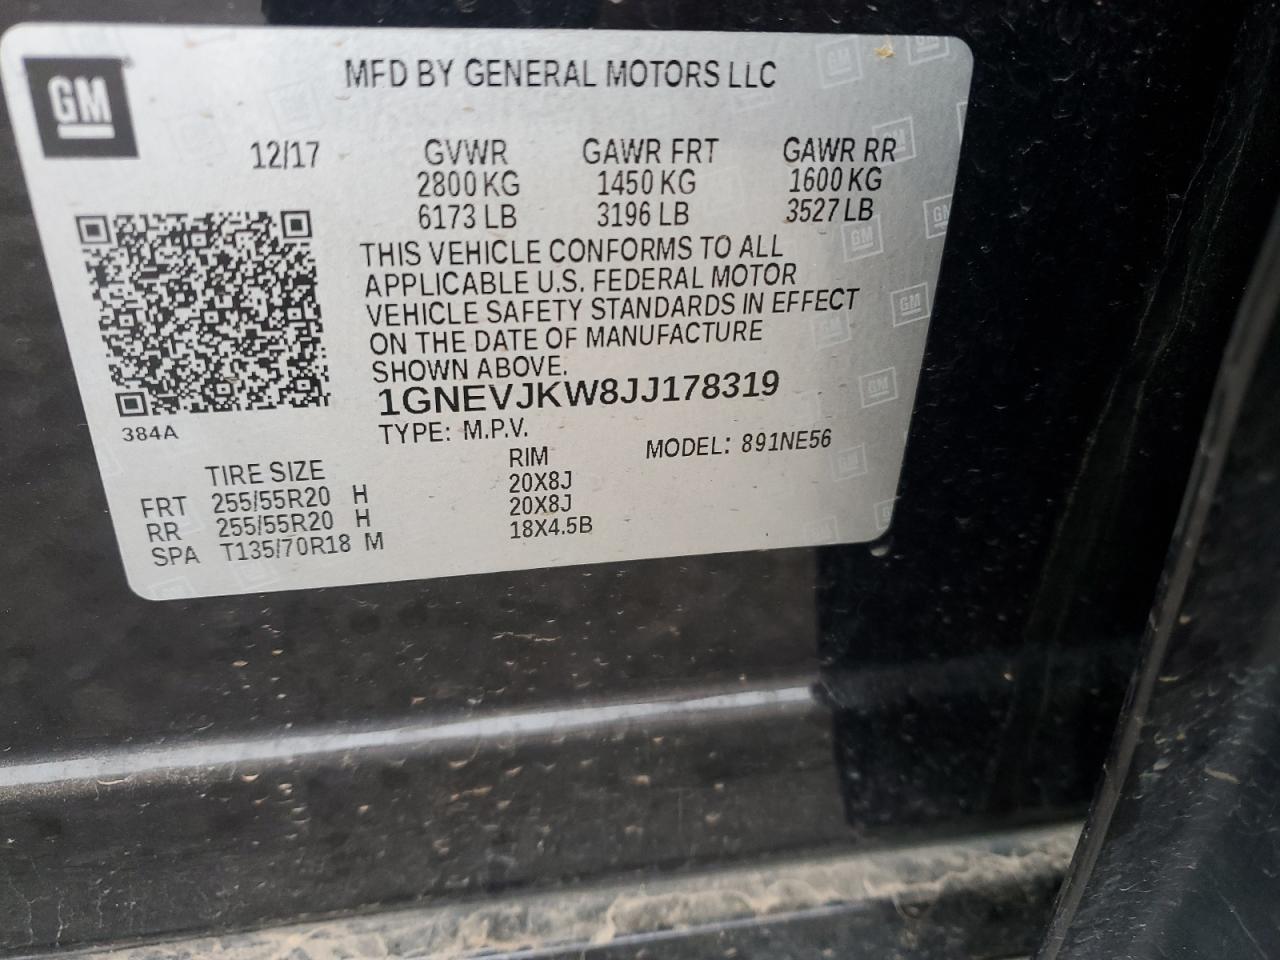 GM
MFD BY GENERAL MOTORS LLC
12/17 GVWR GAWR FRT GAWR RR
2800 KG 1450 KG 1600 KG
6173 LB 3196 LB 3527 LB
THIS VEHICLE CONFORMS TO ALL
APPLICABLE U.S. FEDERAL MOTOR
VEHICLE SAFETY STANDARDS IN EFFECT
ON THE DATE OF MANUFACTURE
SHOWN ABOVE.
1GNEVJKW8JJ178319
384A
TYPE: M.P.V. MODEL: 891NE56
TIRE SIZE RIM
FRT 255/55R20 H 20X8J
RR 255/55R20 H 20X8J
SPA T135/70R18 M 18X4.5B